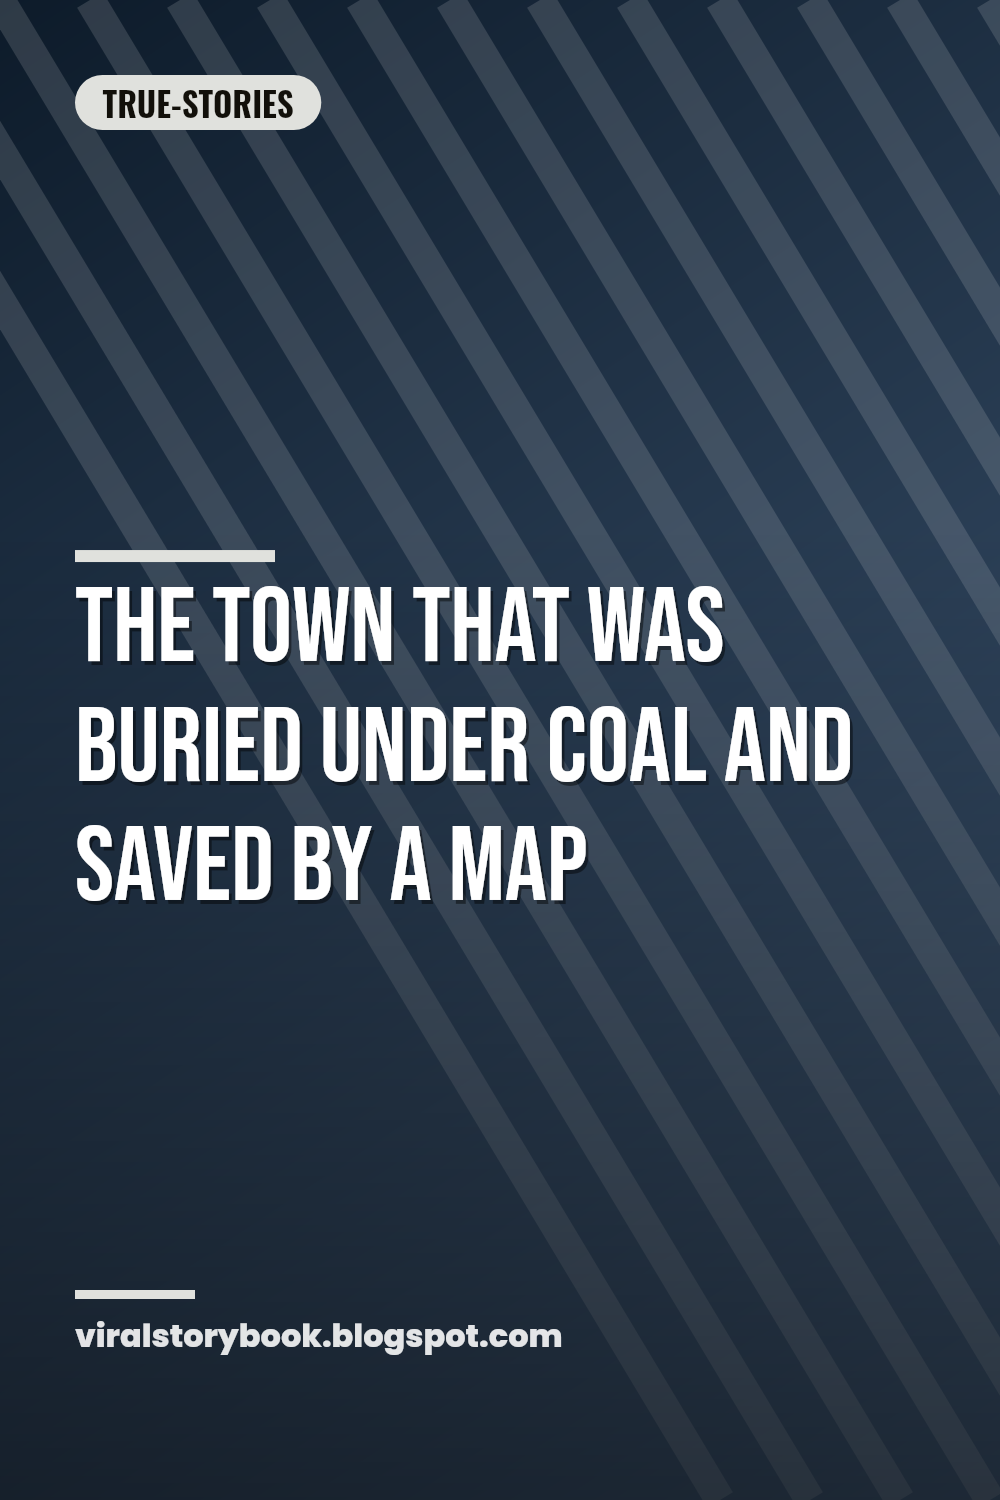 TRUE-STORIES
THE TOWN THAT WAS
BURIED UNDER COAL AND
SAVED BY A MAP
viralstorybook.blogspot.com